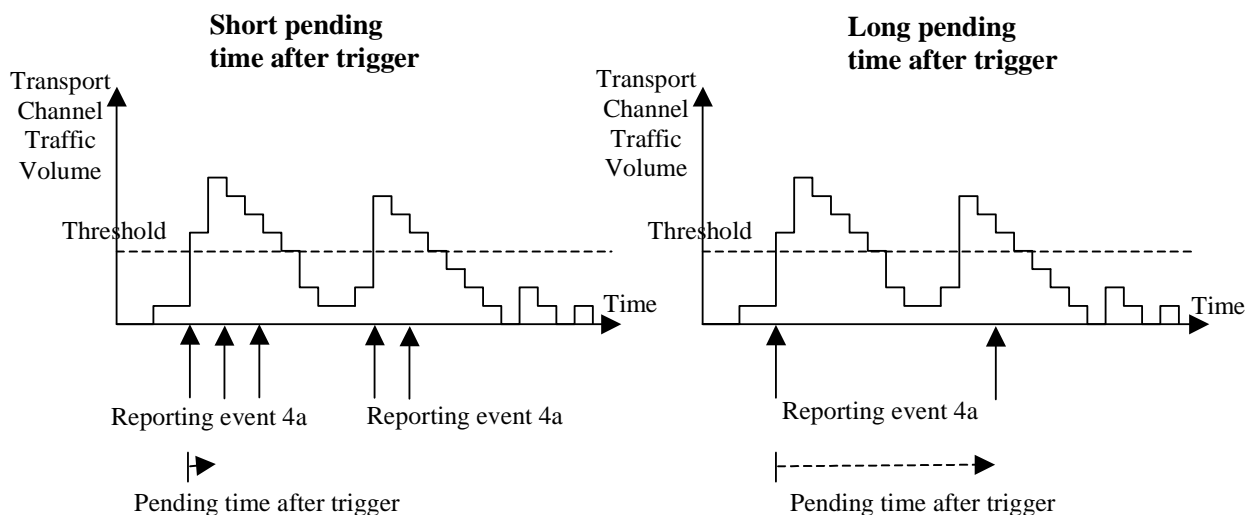 Short pending
time after trigger
Transport
Channel
Traffic
Volume
Threshold
Time
Reporting event 4a
Reporting event 4a
Pending time after trigger
Long pending
time after trigger
Transport
Channel
Traffic
Volume
Threshold
Time
Reporting event 4a
Pending time after trigger